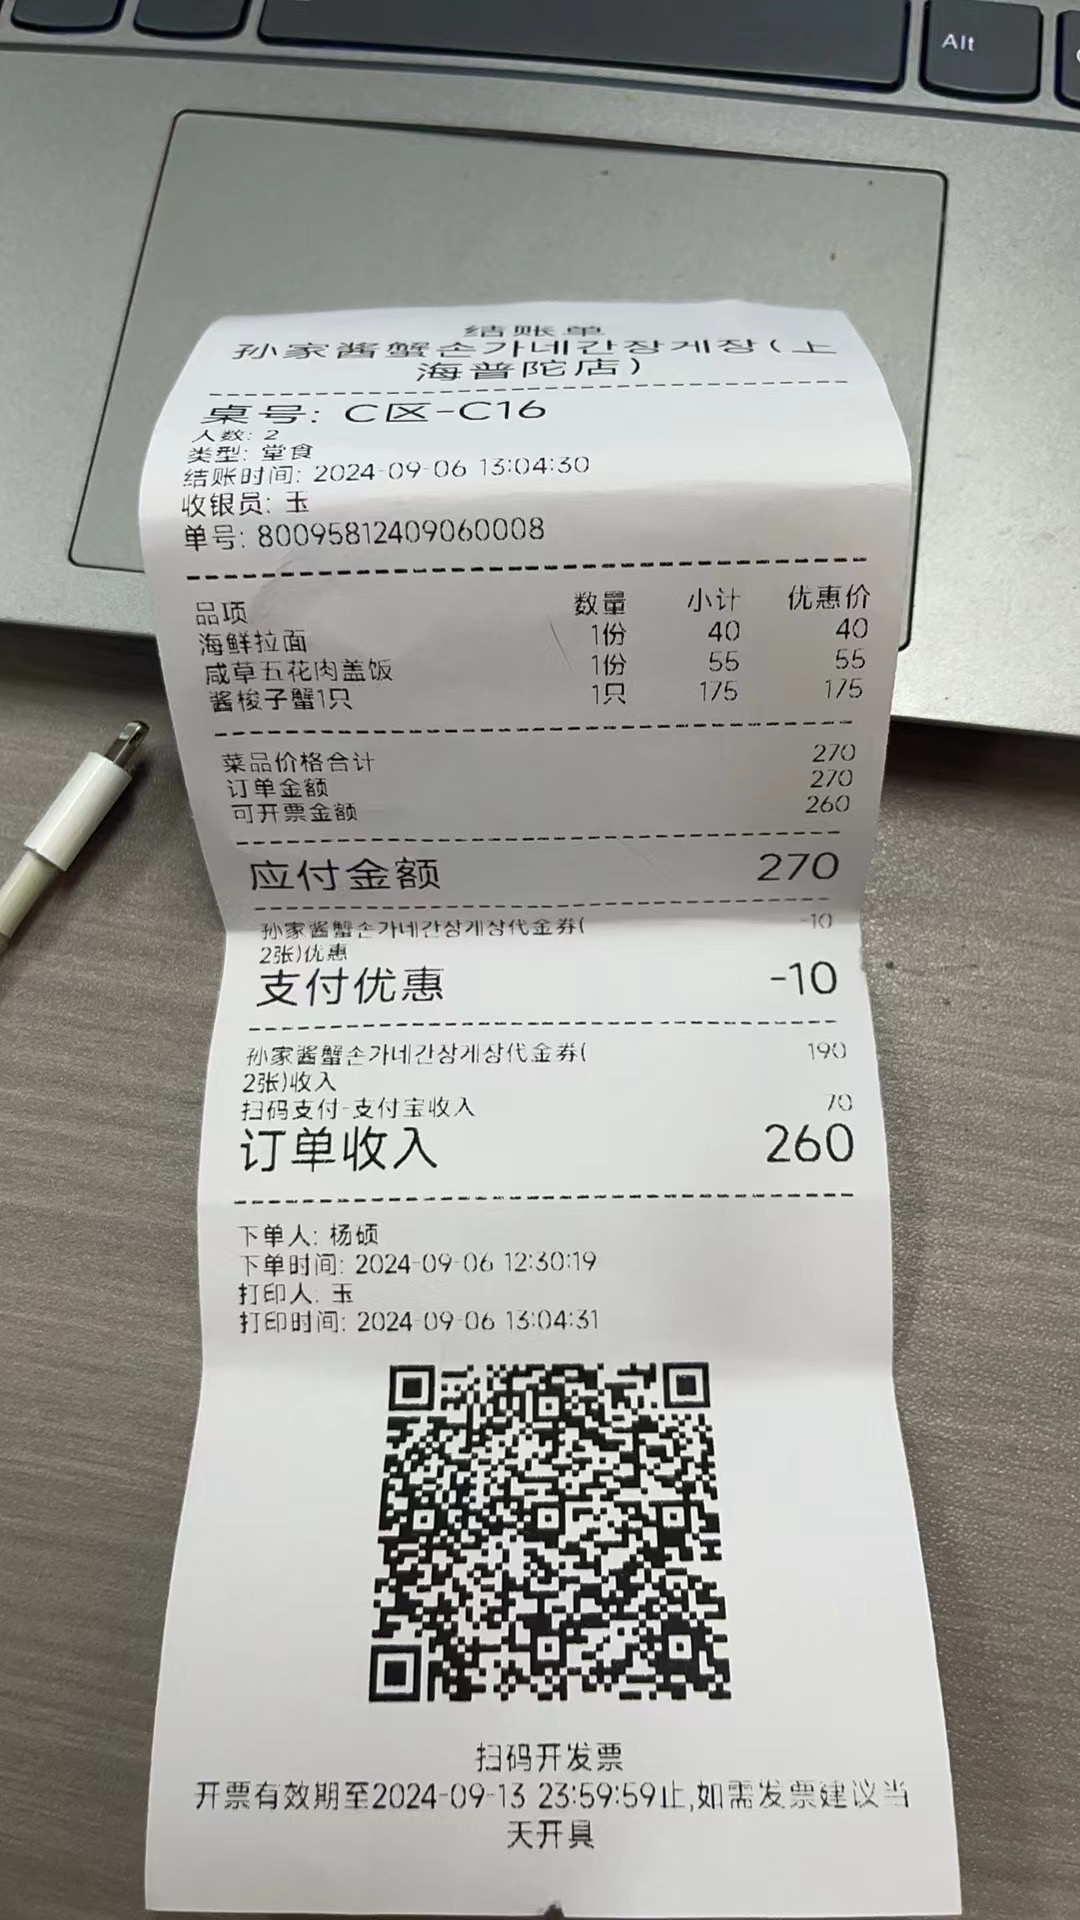 Alt
结账单
孙家酱蟹손가네간장게장(上
海普陀店)
桌号: C区-C16
人数: 2
类型: 堂食
结账时间: 2024-09-06 13:04:30
收银员: 玉
单号: 80095812409060008
品项 数量 小计 优惠价
海鲜拉面 1份 40 40
咸草五花肉盖饭 1份 55 55
酱梭子蟹1只 1只 175 175
菜品价格合计 270
订单金额 270
可开票金额 260
应付金额 270
孙家酱蟹손가네간장게장代金券( -10
2张)优惠
支付优惠 -10
孙家酱蟹손가네간장게장代金券( 190
2张)收入
扫码支付-支付宝收入 70
订单收入 260
下单人: 杨硕
下单时间: 2024-09-06 12:30:19
打印人: 玉
打印时间: 2024-09-06 13:04:31
扫码开发票
开票有效期至2024-09-13 23:59:59止,如需发票建议当
天开具